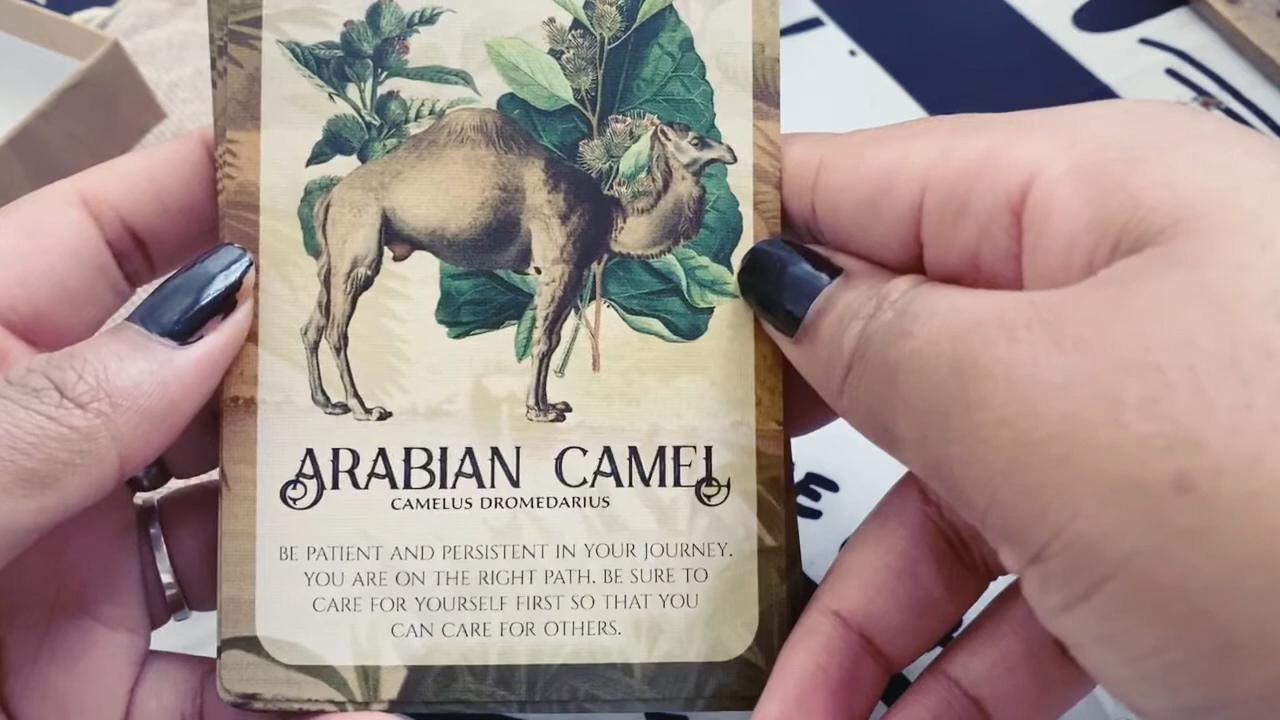 ARABIAN CAMEL
CAMELUS DROMEDARIUS
BE PATIENT AND PERSISTENT IN YOUR JOURNEY.
YOU ARE ON THE RIGHT PATH. BE SURE TO
CARE FOR YOURSELF FIRST SO THAT YOU
CAN CARE FOR OTHERS.